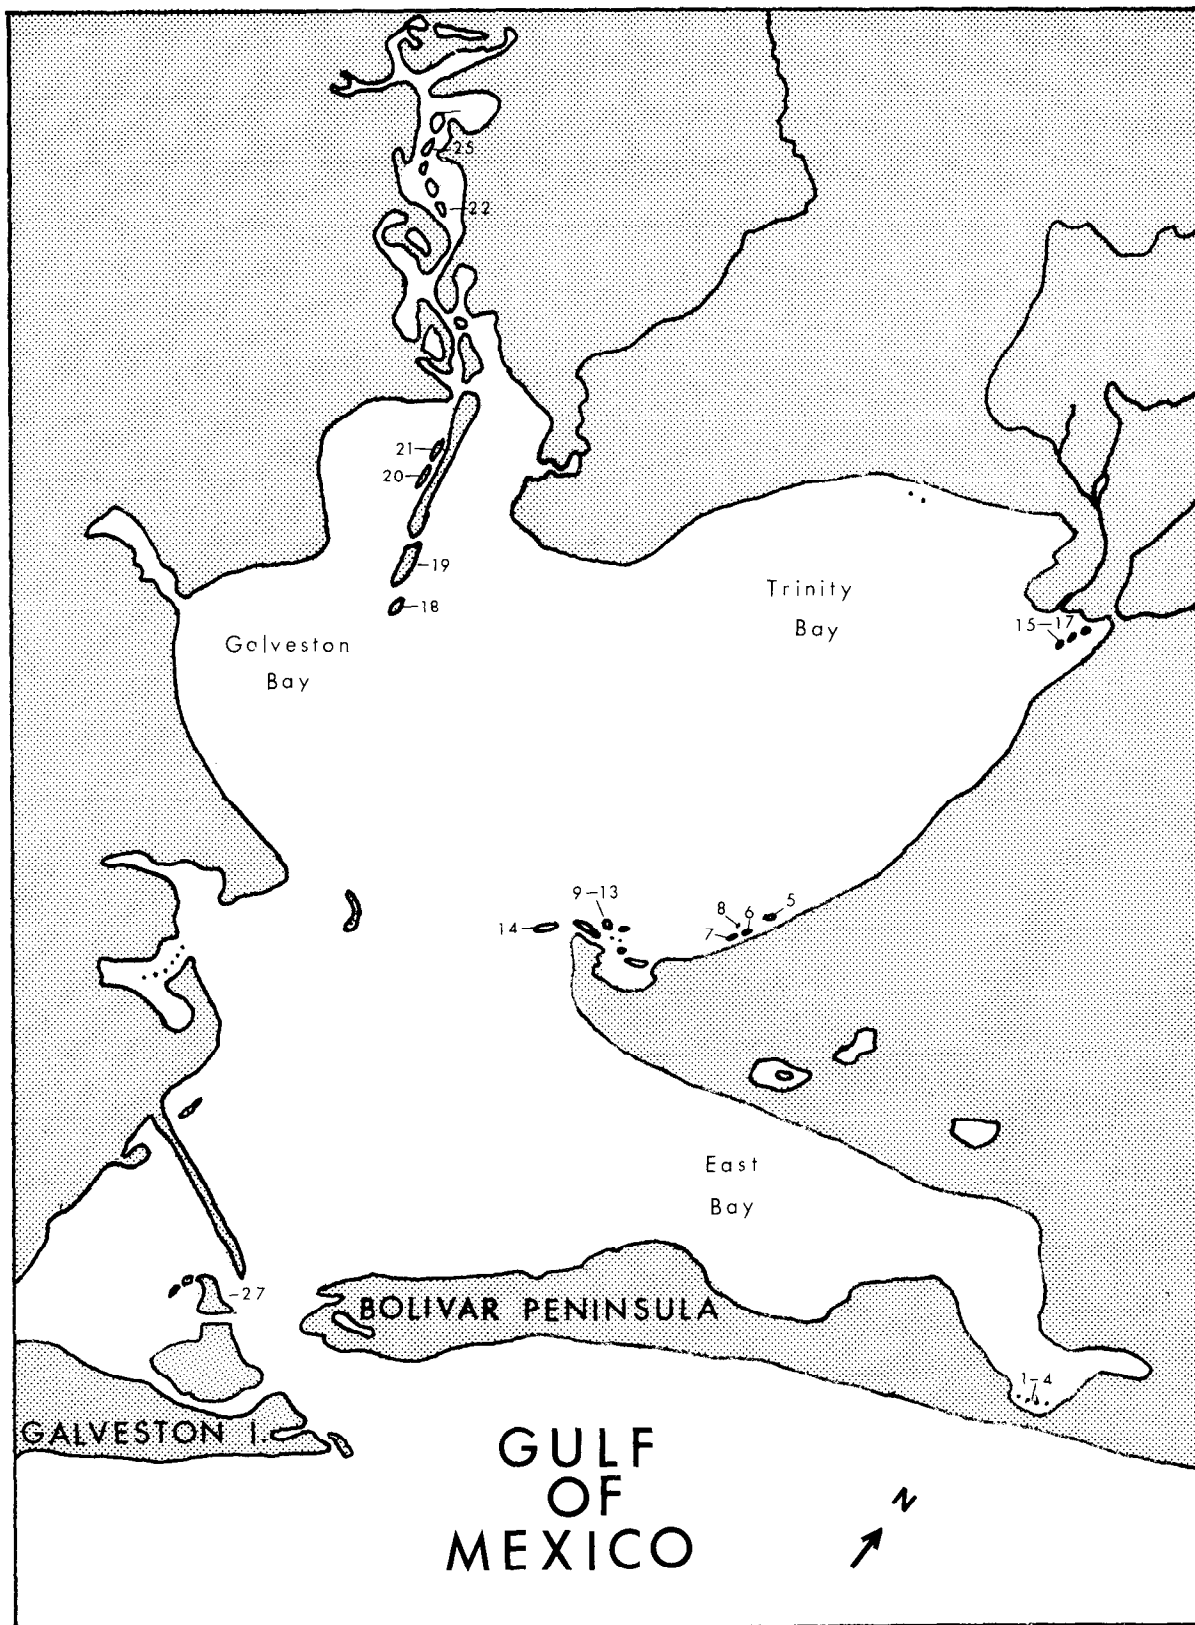 25
22
21
20
19
18
Trinity
Bay
15-17
Galveston
Bay
9-13
14
8
6
5
7
East
Bay
27
BOLIVAR PENINSULA
1-4
GALVESTON I.
GULF
OF
MEXICO
N